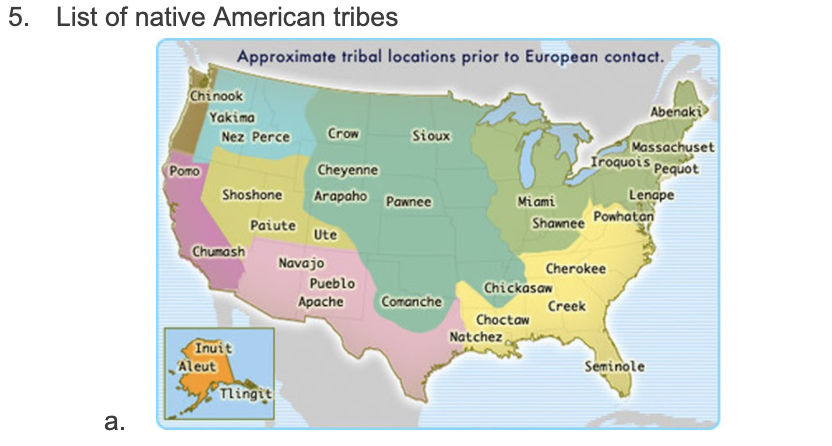 5. List of native American tribes
Approximate tribal locations prior to European contact.
Chinook
Abenaki
Yakima
Nez Perce
Crow
Sioux
Massachuset
Iroquois
Pequot
Pomo
Cheyenne
Shoshone
Arapaho
Pawnee
Miami
Lenape
Shawnee
Powhatan
Paiute
Ute
Chumash
Navajo
Cherokee
Pueblo
Chickasaw
Apache
Comanche
Creek
Choctaw
Natchez
Seminole
Inuit
Aleut
Tlingit
a.